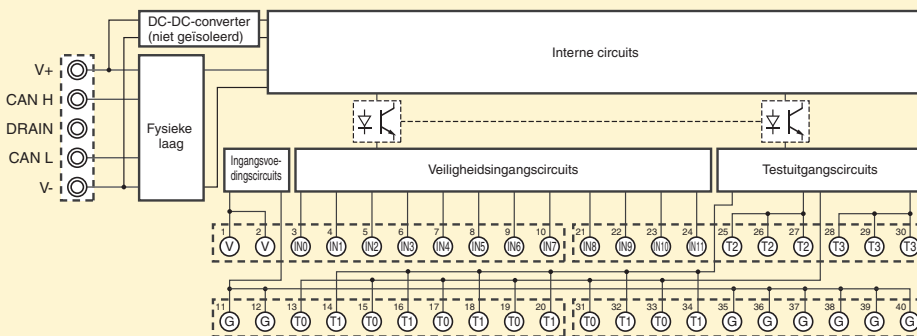 DC-DC-converter
(niet geïsoleerd)
Interne circuits
V+
CAN H
DRAIN
CAN L
V-
Fysieke
laag
Ingangsvoe-
dingscircuits
Veiligheidsingangscircuits
Testuitgangscircuits
1 2 3 4 5 6 7 8 9 10 21 22 23 24 25 26 27 28 29 30
V V IN0 IN1 IN2 IN3 IN4 IN5 IN6 IN7 IN8 IN9 IN10 IN11 T2 T2 T2 T3 T3 T3
11 12 13 14 15 16 17 18 19 20 31 32 33 34 35 36 37 38 39 40
G G T0 T1 T0 T1 T0 T1 T0 T1 T0 T1 T0 T1 G G G G G G